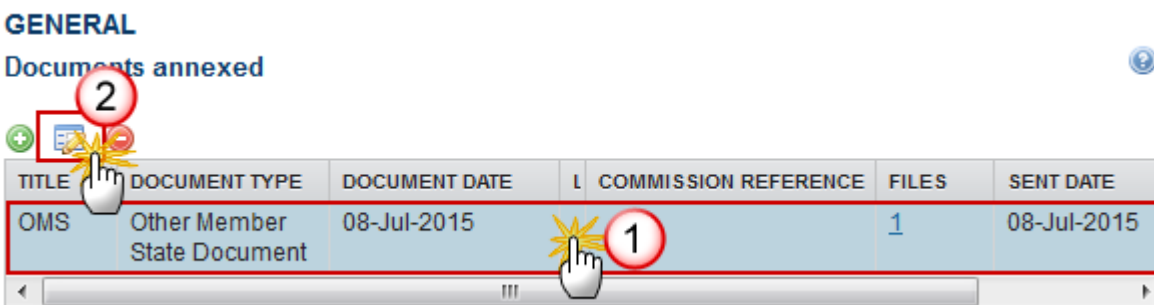 GENERAL
Documents annexed
2
TITLE DOCUMENT TYPE DOCUMENT DATE L COMMISSION REFERENCE FILES SENT DATE
OMS Other Member State Document 08-Jul-2015 1 1 08-Jul-2015